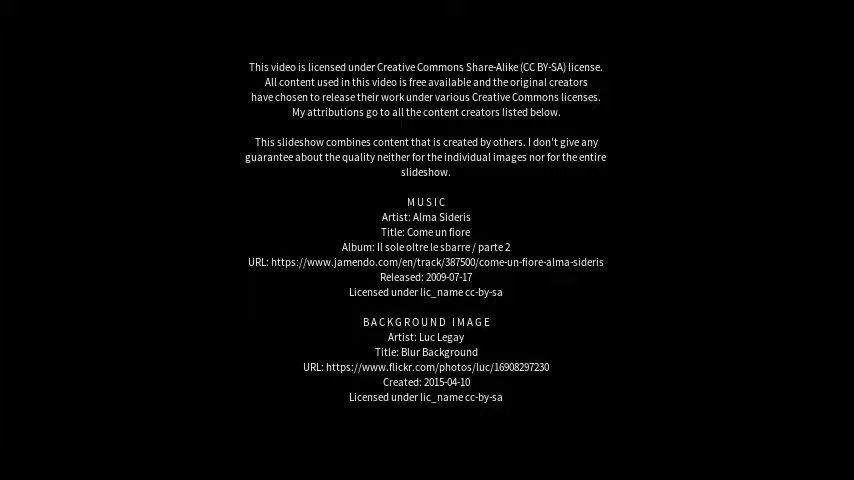 This video is licensed under Creative Commons Share-Alike (CC BY-SA) license.
All content used in this video is free available and the original creators
have chosen to release their work under various Creative Commons licenses.
My attributions go to all the content creators listed below.
This slideshow combines content that is created by others. I don't give any
guarantee about the quality neither for the individual images nor for the entire
slideshow.
MUSIC
Artist: Alma Sideris
Title: Come un fiore
Album: Il sole oltre le sbarre / parte 2
URL: https://www.jamendo.com/en/track/387500/come-un-fiore-alma-sideris
Released: 2009-07-17
Licensed under lic_name cc-by-sa
BACKGROUND IMAGE
Artist: Luc Legay
Title: Blur Background
URL: https://www.flickr.com/photos/luc/16908297230
Created: 2015-04-10
Licensed under lic_name cc-by-sa